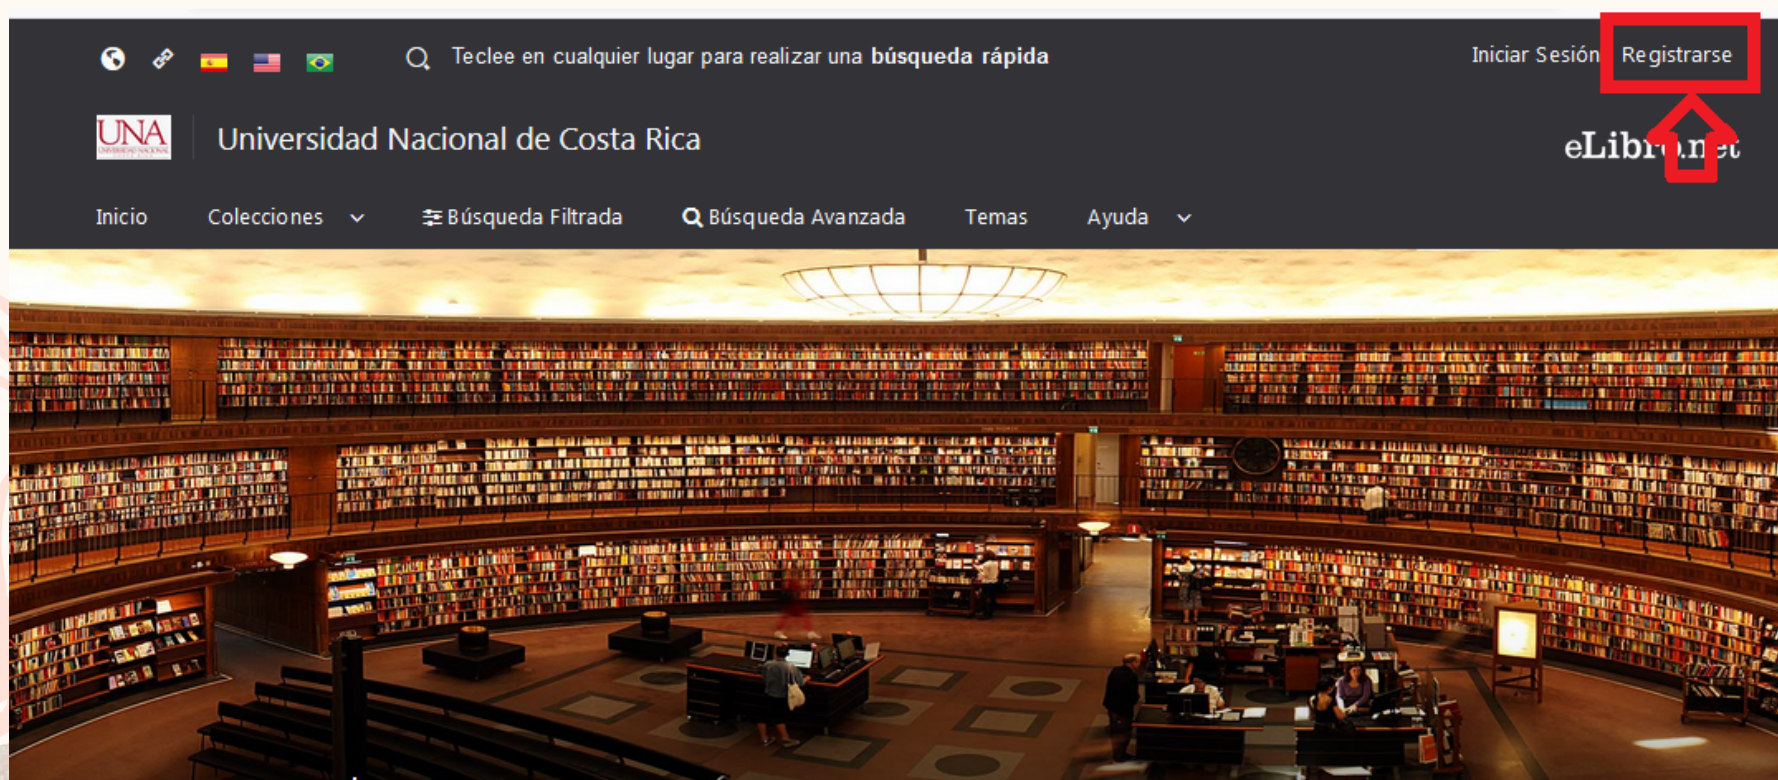 Teclee en cualquier lugar para realizar una búsqueda rápida
Iniciar Sesión Registrarse
UNA
Universidad Nacional de Costa Rica
eLibro.net
Inicio Colecciones Búsqueda Filtrada Búsqueda Avanzada Temas Ayuda